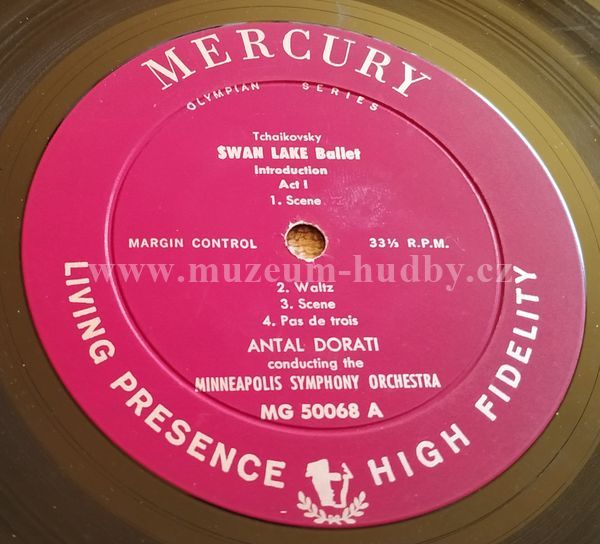 MERCURY
OLYMPIAN SERIES
Tchaikovsky
SWAN LAKE Ballet
Introduction
Act I
1. Scene
MARGIN CONTROL 33⅓ R.P.M.
www.muzeum-hudby.cz
2. Waltz
3. Scene
4. Pas de trois
ANTAL DORATI
conducting the
MINNEAPOLIS SYMPHONY ORCHESTRA
MG 50068 A
LIVING PRESENCE HIGH FIDELITY